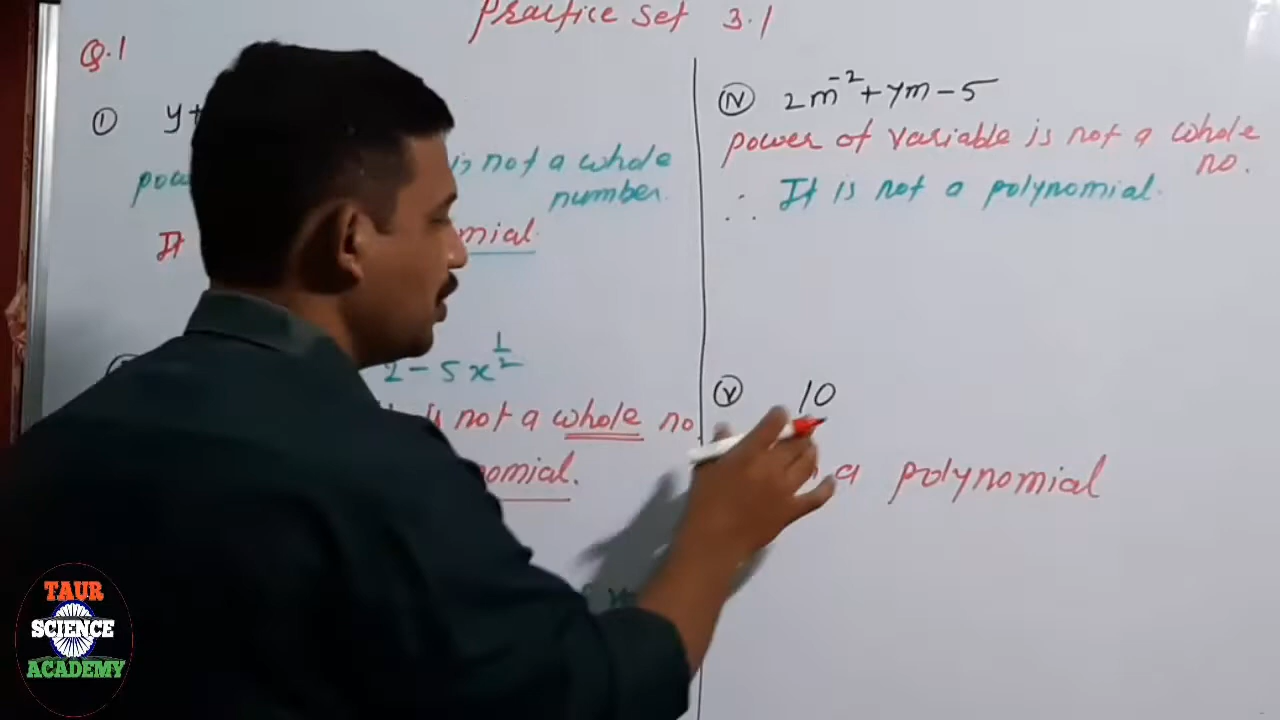 Practice Set 3.1
Q.1
① y+
is not a whole
number.
It mial.
2 - 5x^(1/2)
is not a whole no.
nomial.
Ⓘⓥ 2m⁻² + 7m - 5
power of variable is not a whole
no.
∴ It is not a polynomial.
ⓥ 10
a polynomial
TAUR
SCIENCE
ACADEMY